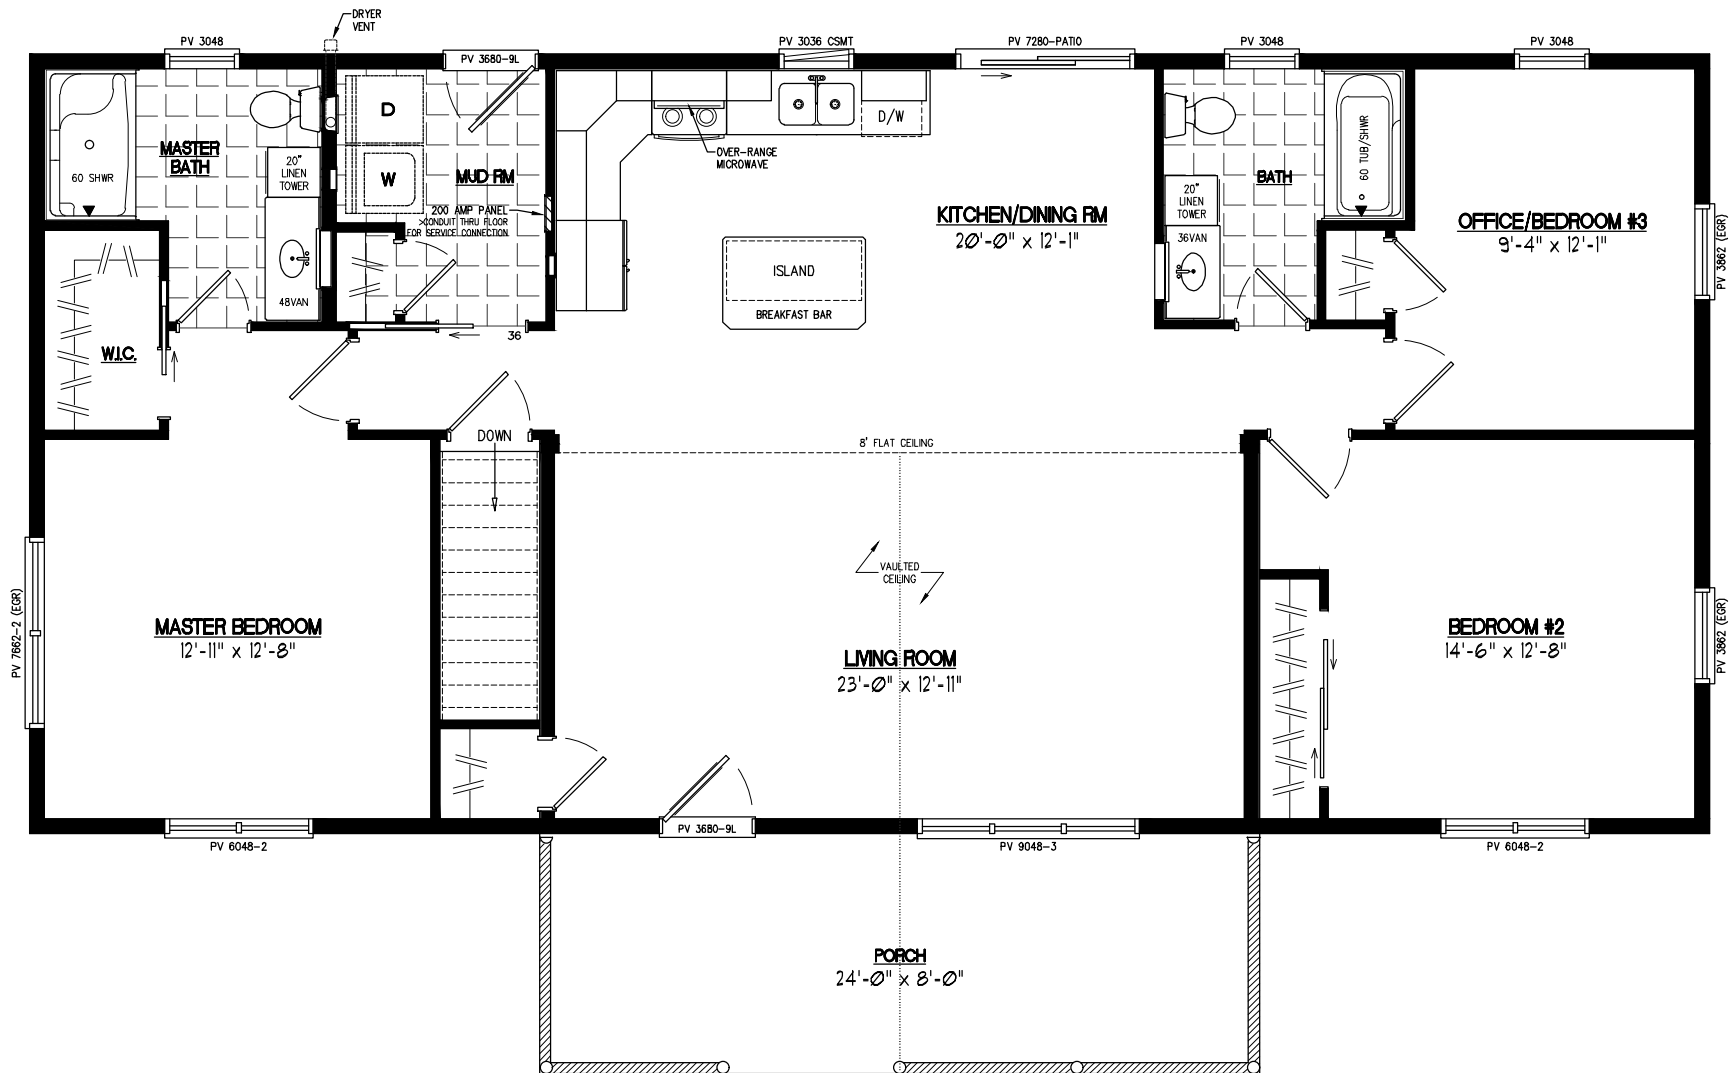 DRYER
VENT
PV 3048
PV 3680-9L
PV 3036 CSMT
PV 7280-PATIO
PV 3048
PV 3048
D
W
MUD RM
MASTER
BATH
60 SHWR
20"
LINEN
TOWER
48VAN
200 AMP PANEL
>CONDUIT THRU FLOOR
FOR SERVICE CONNECTION.
OVER-RANGE
MICROWAVE
D/W
KITCHEN/DINING RM
20'-0" x 12'-1"
ISLAND
BREAKFAST BAR
BATH
60 TUB/SHWR
20"
LINEN
TOWER
36VAN
OFFICE/BEDROOM #3
9'-4" x 12'-1"
PV 3862 (EGR)
W.I.C.
36
DOWN
8' FLAT CEILING
VAULTED
CEILING
MASTER BEDROOM
12'-11" x 12'-8"
PV 7662-2 (EGR)
LIVING ROOM
23'-0" x 12'-11"
BEDROOM #2
14'-6" x 12'-8"
PV 3862 (EGR)
PV 6048-2
PV 3680-9L
PV 9048-3
PV 6048-2
PORCH
24'-0" x 8'-0"